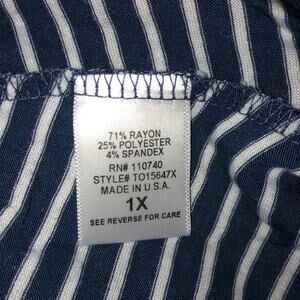 71% RAYON
25% POLYESTER
4% SPANDEX
RN# 110740
STYLE# TO15647X
MADE IN U.S.A.
1X
SEE REVERSE FOR CARE